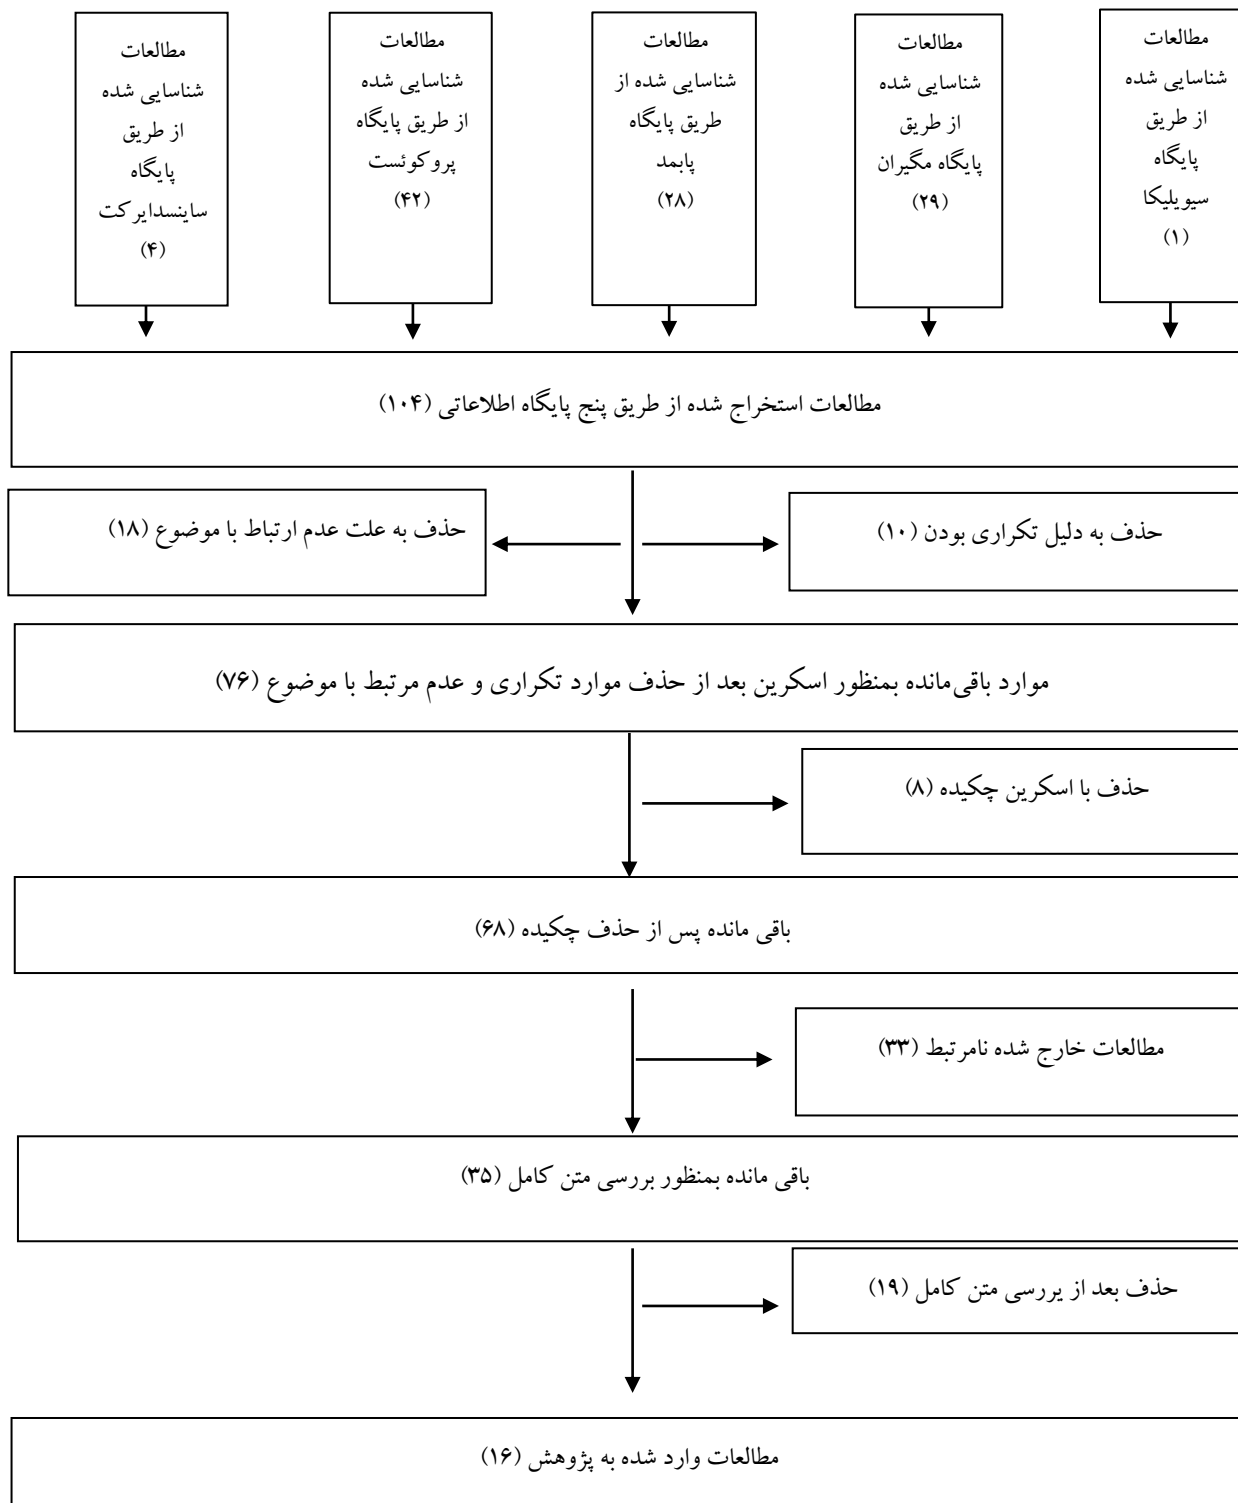 مطالعات
شناسایی شده
از طریق
پایگاه
سیویلیکا
(۱)
مطالعات
شناسایی شده
از طریق
پایگاه مگیران
(۲۹)
مطالعات
شناسایی شده از
طریق پایگاه
پابمد
(۲۸)
مطالعات
شناسایی شده
از طریق پایگاه
پروکوئست
(۴۲)
مطالعات
شناسایی شده
از طریق
پایگاه
ساینسدایرکت
(۴)
مطالعات استخراج شده از طریق پنج پایگاه اطلاعاتی (۱۰۴)
حذف به دلیل تکراری بودن (۱۰)
حذف به علت عدم ارتباط با موضوع (۱۸)
موارد باقی‌مانده بمنظور اسکرین بعد از حذف موارد تکراری و عدم مرتبط با موضوع (۷۶)
حذف با اسکرین چکیده (۸)
باقی مانده پس از حذف چکیده (۶۸)
مطالعات خارج شده نامرتبط (۳۳)
باقی مانده بمنظور بررسی متن کامل (۳۵)
حذف بعد از یررسی متن کامل (۱۹)
مطالعات وارد شده به پژوهش (۱۶)